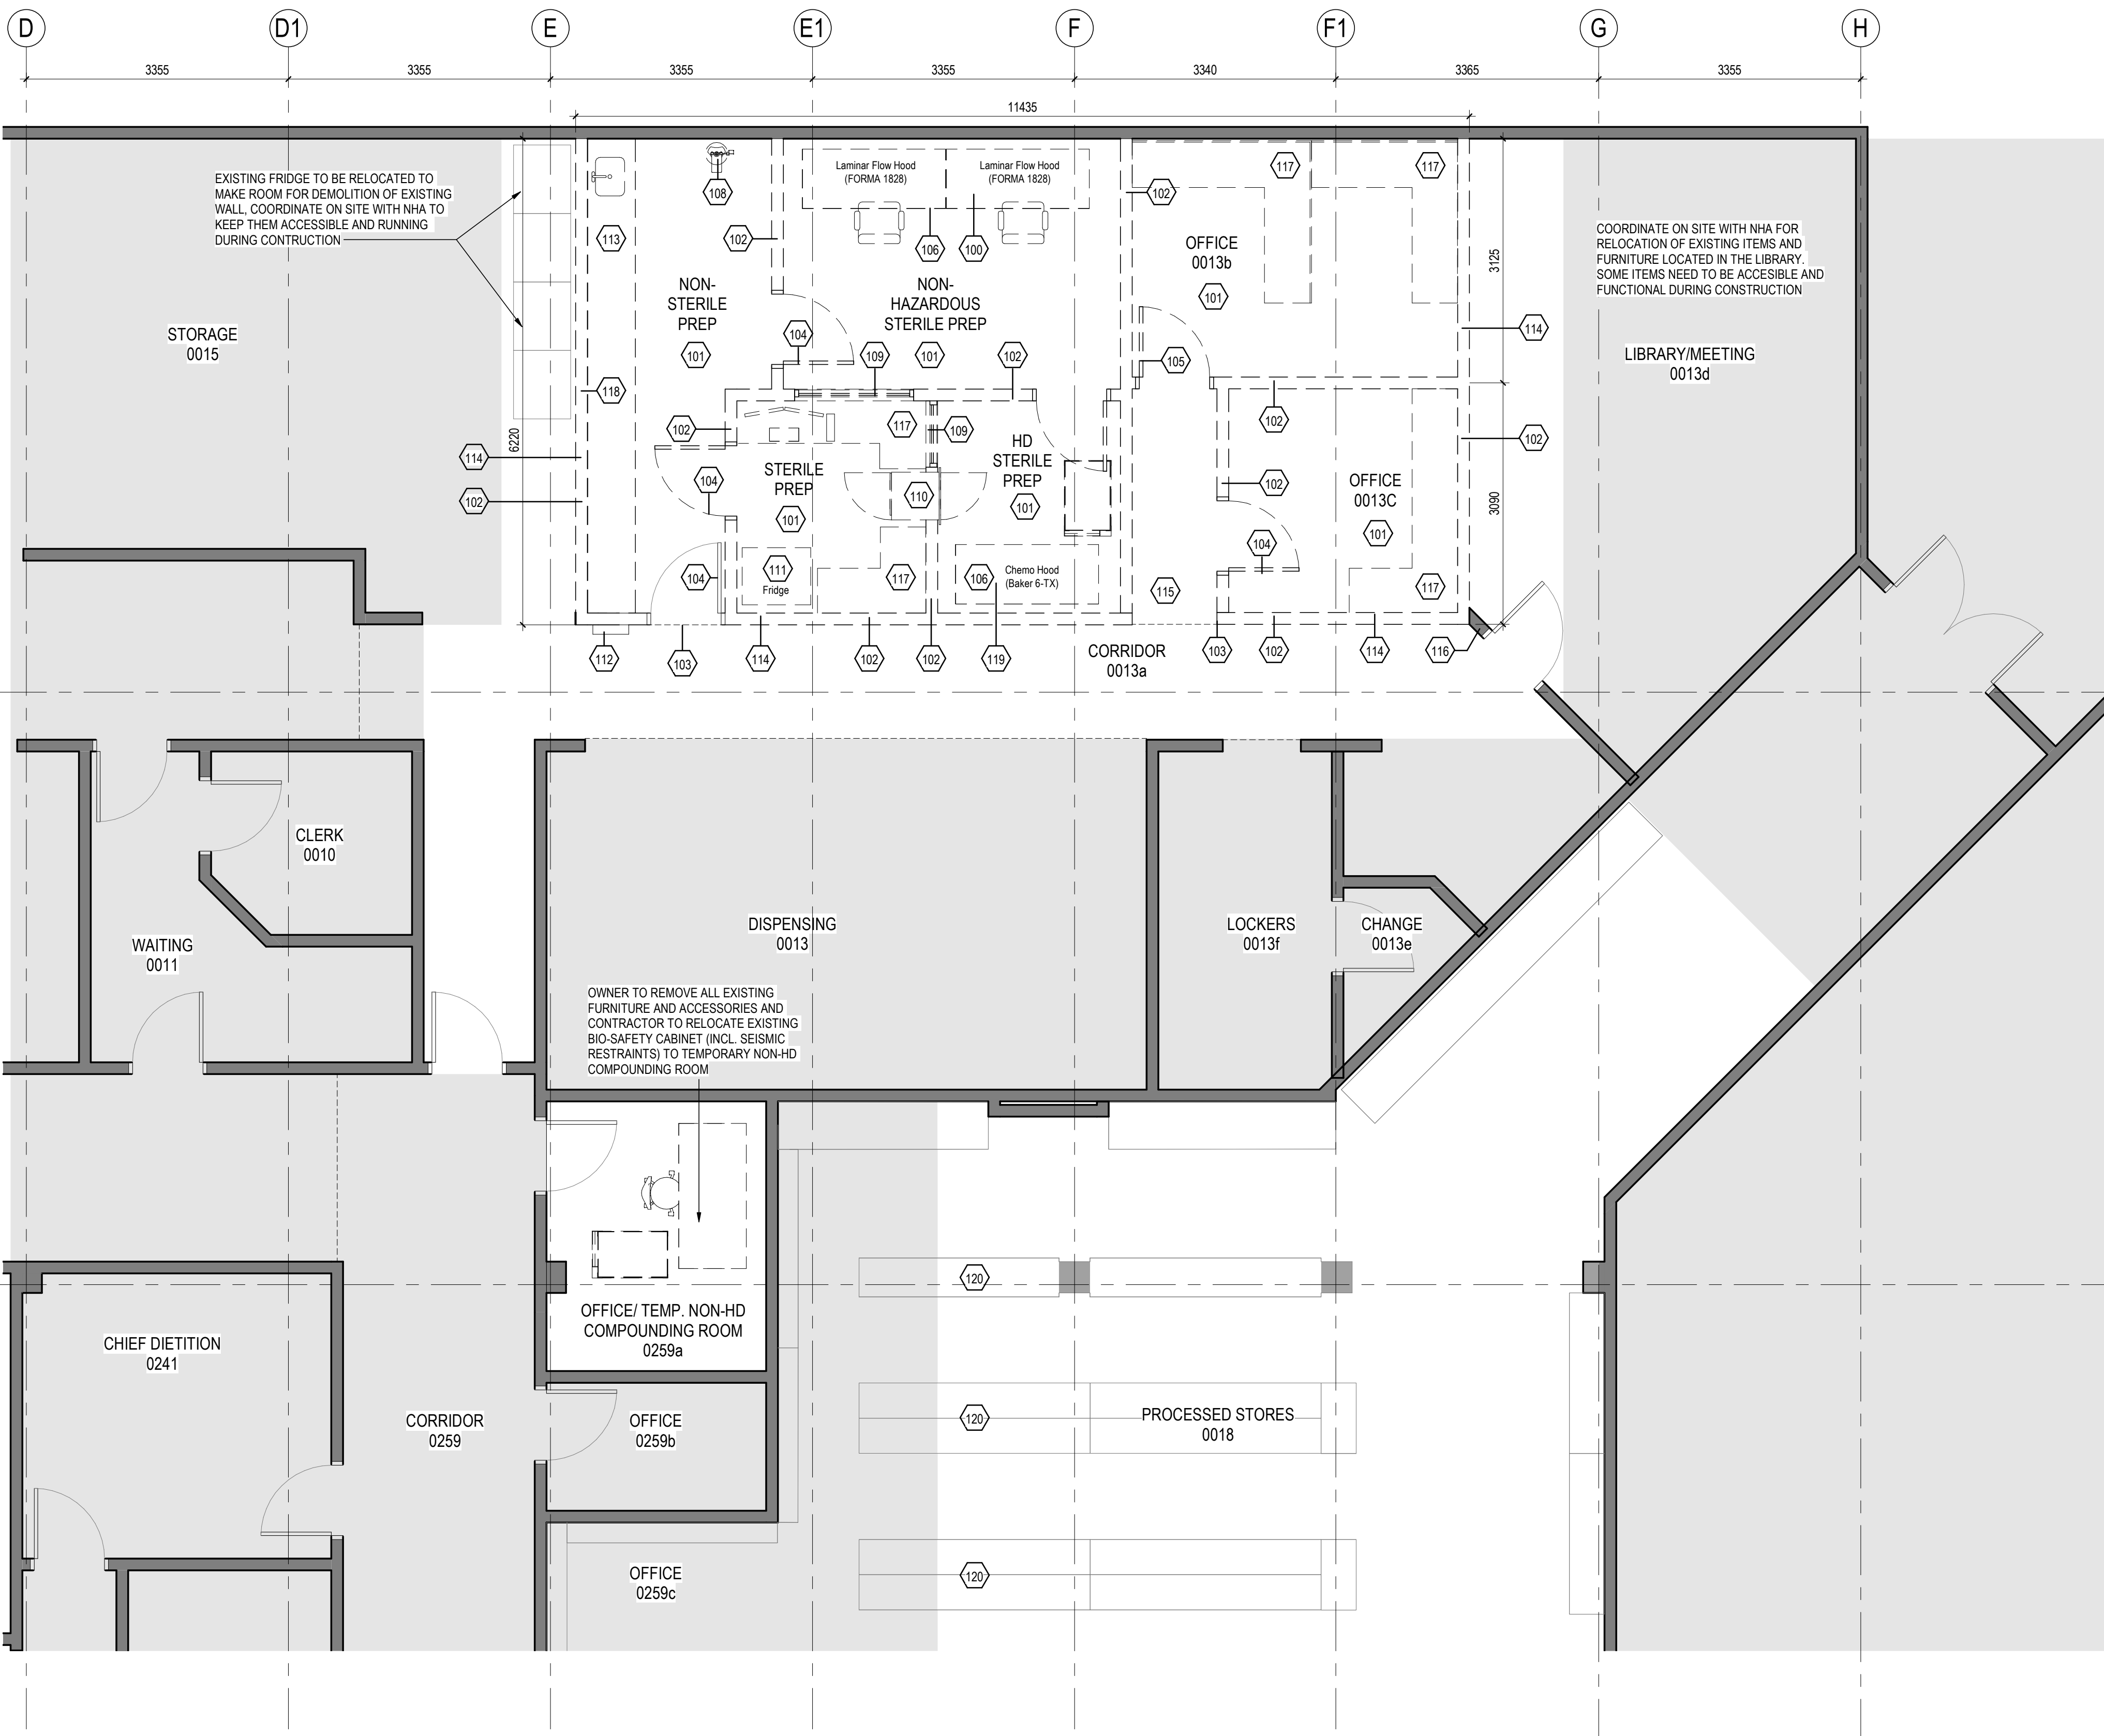 D
D1
E
E1
F
F1
G
H
3355
3355
3355
3355
3340
3365
3355
11435
EXISTING FRIDGE TO BE RELOCATED TO
MAKE ROOM FOR DEMOLITION OF EXISTING
WALL, COORDINATE ON SITE WITH NHA TO
KEEP THEM ACCESSIBLE AND RUNNING
DURING CONTRUCTION
STORAGE
0015
6220
113
108
102
NON-
STERILE
PREP
101
118
114
102
Laminar Flow Hood
(FORMA 1828)
Laminar Flow Hood
(FORMA 1828)
106
100
NON-
HAZARDOUS
STERILE PREP
104
109
101
102
102
117
117
OFFICE
0013b
101
105
3125
114
COORDINATE ON SITE WITH NHA FOR
RELOCATION OF EXISTING ITEMS AND
FURNITURE LOCATED IN THE LIBRARY.
SOME ITEMS NEED TO BE ACCESIBLE AND
FUNCTIONAL DURING CONSTRUCTION
LIBRARY/MEETING
0013d
102
117
109
STERILE
PREP
104
110
101
104
111
Fridge
117
HD
STERILE
PREP
101
106
Chemo Hood
(Baker 6-TX)
102
102
102
OFFICE
0013C
101
104
115
117
3090
112
103
114
102
102
119
CORRIDOR
0013a
103
102
114
116
CLERK
0010
WAITING
0011
DISPENSING
0013
LOCKERS
0013f
CHANGE
0013e
OWNER TO REMOVE ALL EXISTING
FURNITURE AND ACCESSORIES AND
CONTRACTOR TO RELOCATE EXISTING
BIO-SAFETY CABINET (INCL. SEISMIC
RESTRAINTS) TO TEMPORARY NON-HD
COMPOUNDING ROOM
OFFICE/ TEMP. NON-HD
COMPOUNDING ROOM
0259a
CHIEF DIETITION
0241
CORRIDOR
0259
OFFICE
0259b
OFFICE
0259c
120
120
PROCESSED STORES
0018
120